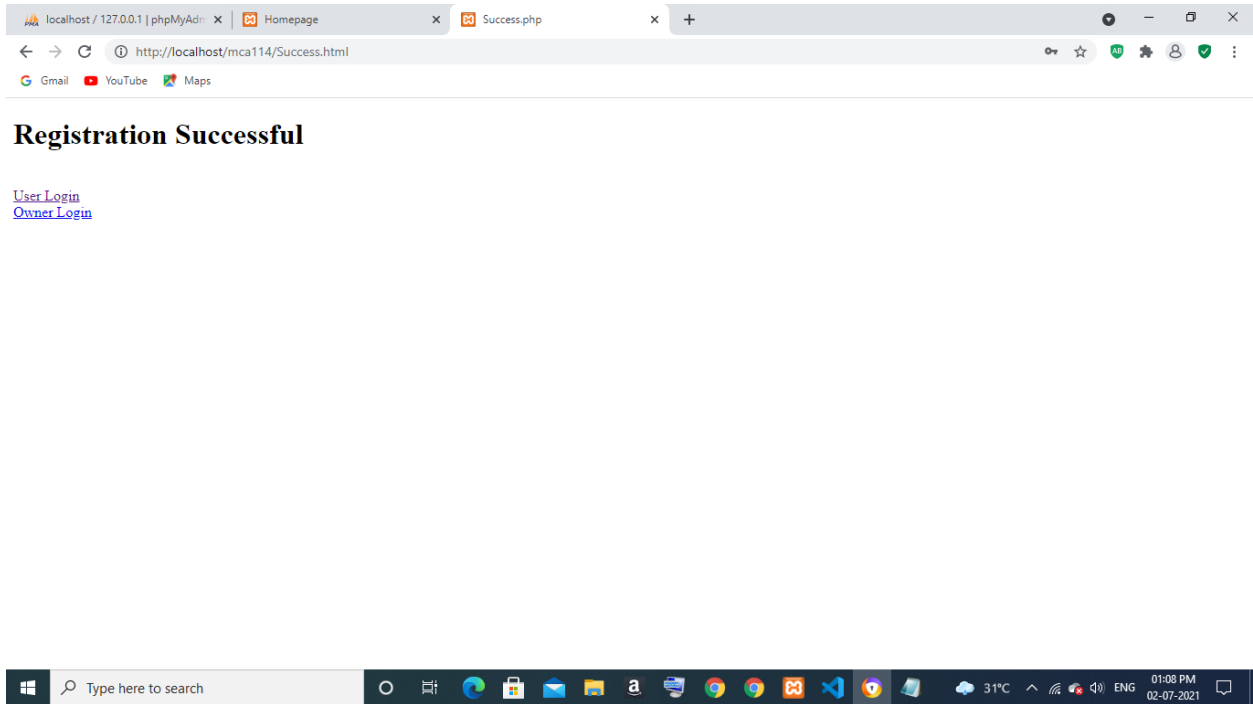 localhost / 127.0.0.1 | phpMyAdm
Homepage
Success.php
http://localhost/mca114/Success.html
Gmail YouTube Maps
Registration Successful
User Login
Owner Login
Type here to search
31°C ENG
01:08 PM
02-07-2021